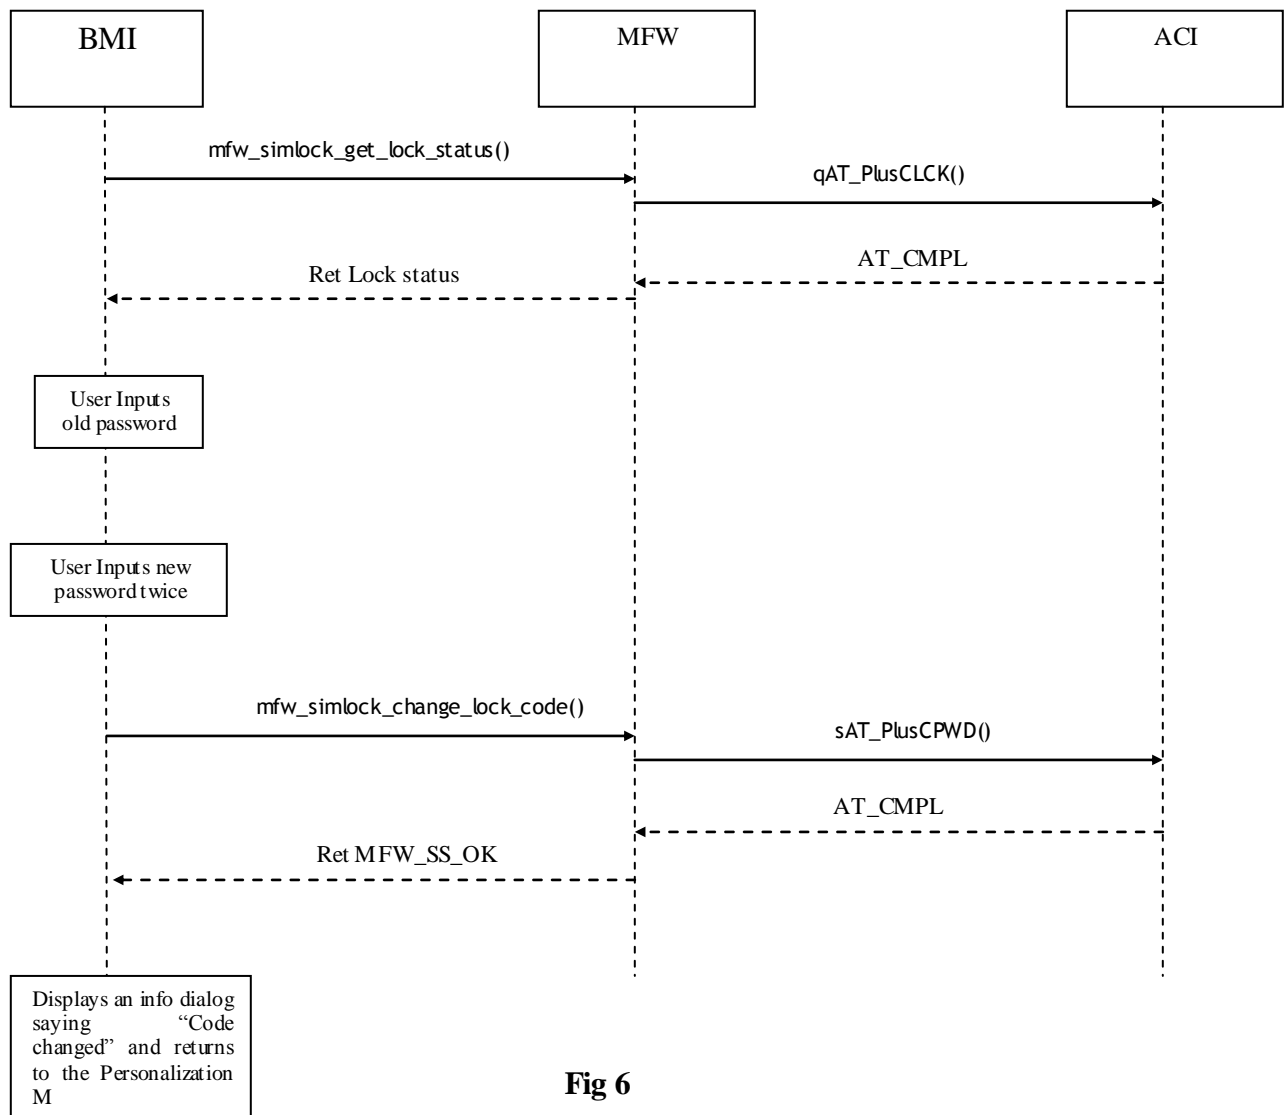 BMI
MFW
ACI
mfw_simlock_get_lock_status()
qAT_PlusCLCK()
AT_CMPL
Ret Lock status
User Inputs
old password
User Inputs new
password twice
mfw_simlock_change_lock_code()
sAT_PlusCPWD()
AT_CMPL
Ret MFW_SS_OK
Displays an info dialog
saying “Code
changed” and returns
to the Personalization
M
Fig 6